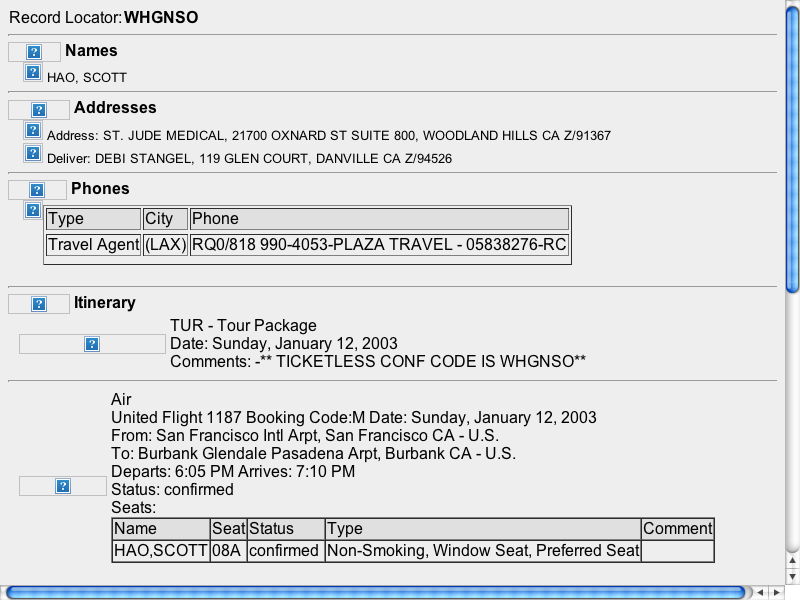 Record Locator:WHGNSO
Names
HAO, SCOTT
Addresses
Address: ST. JUDE MEDICAL, 21700 OXNARD ST SUITE 800, WOODLAND HILLS CA Z/91367
Deliver: DEBI STANGEL, 119 GLEN COURT, DANVILLE CA Z/94526
Phones
Type City Phone
Travel Agent (LAX) RQ0/818 990-4053-PLAZA TRAVEL - 05838276-RC
Itinerary
TUR - Tour Package
Date: Sunday, January 12, 2003
Comments: -** TICKETLESS CONF CODE IS WHGNSO**
Air
United Flight 1187 Booking Code:M Date: Sunday, January 12, 2003
From: San Francisco Intl Arpt, San Francisco CA - U.S.
To: Burbank Glendale Pasadena Arpt, Burbank CA - U.S.
Departs: 6:05 PM Arrives: 7:10 PM
Status: confirmed
Seats:
Name Seat Status Type Comment
HAO,SCOTT 08A confirmed Non-Smoking, Window Seat, Preferred Seat